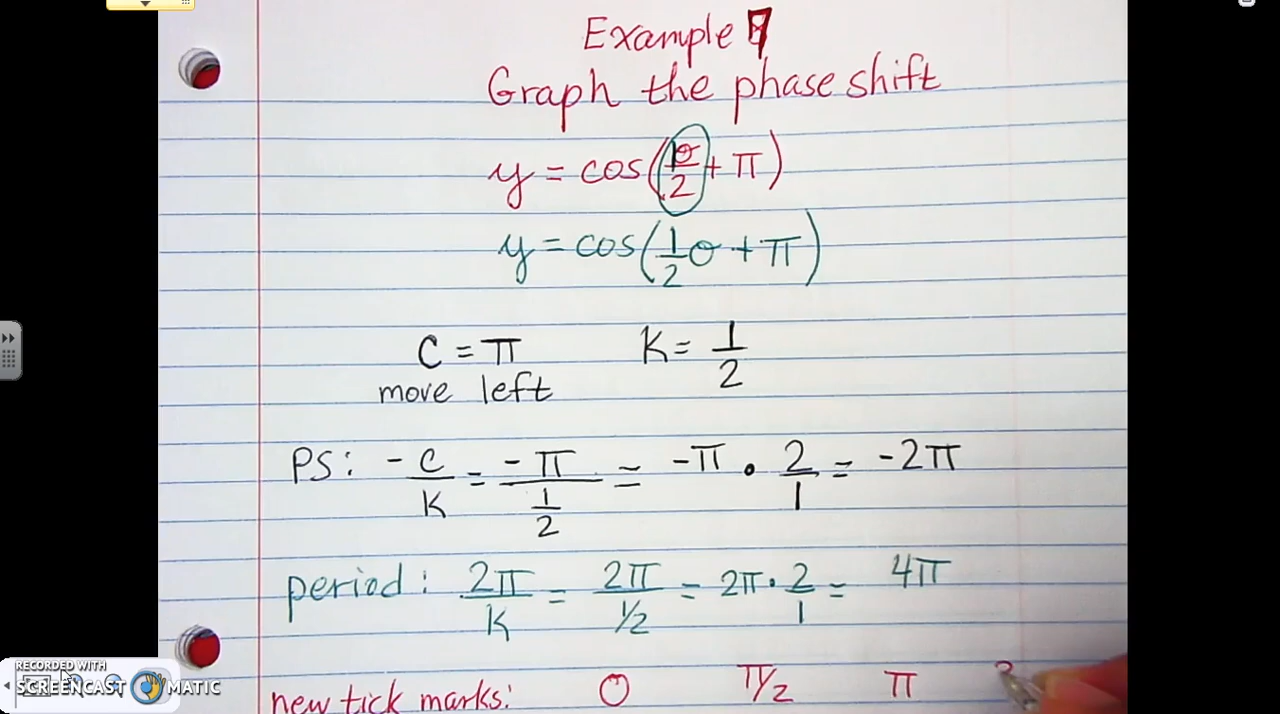 Example 7
Graph the phase shift
y = cos(θ/2 + π)
y = cos(1/2 θ + π)
C = π K = 1/2
move left
PS: -C/K = -π/(1/2) = -π • 2/1 = -2π
period: 2π/K = 2π/(1/2) = 2π • 2/1 = 4π
new tick marks: 0 π/2 π
RECORDED WITH
SCREENCAST MATIC